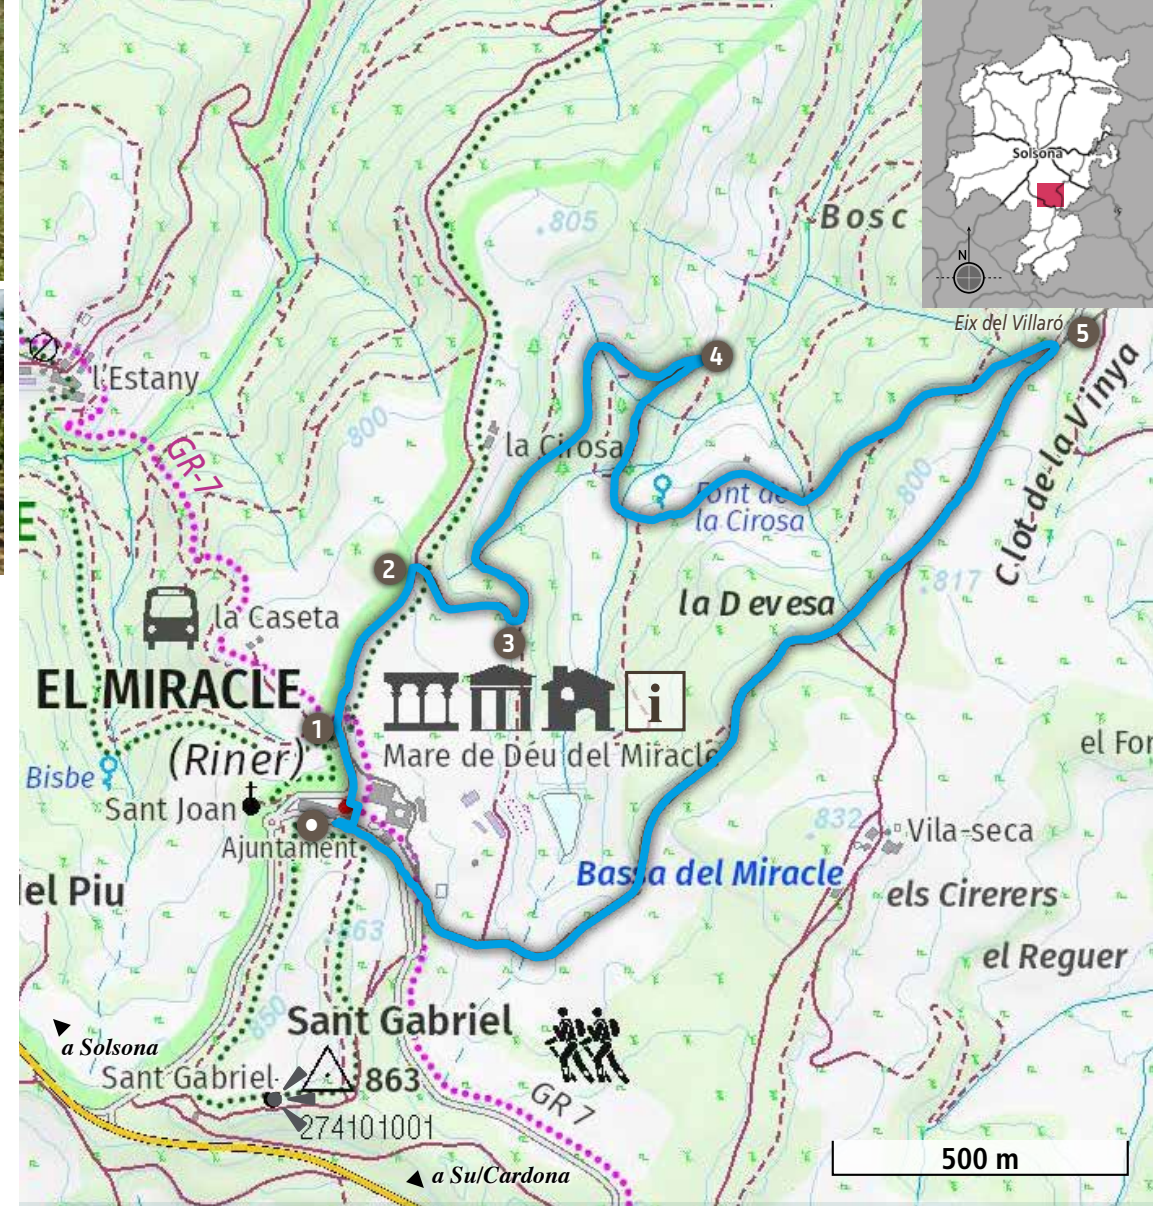 Solsona
N
Bosc
805
Eix del Villaró
5
4
l'Estany
800
la Cirosa
GR-7
Font de
la Cirosa
800
C.lot-de-la-Vinya
E
2
817
la Devesa
la Caseta
3
EL MIRACLE
i
1
(Riner)
Mare de Déu del Miracle
el For
Bisbe
Sant Joan
832
Vila-seca
Ajuntament
Bassa del Miracle
els Cirerers
el Piu
863
el Reguer
850
Sant Gabriel
a Solsona
Sant Gabriel
863
GR 7
274101001
500 m
a Su/Cardona